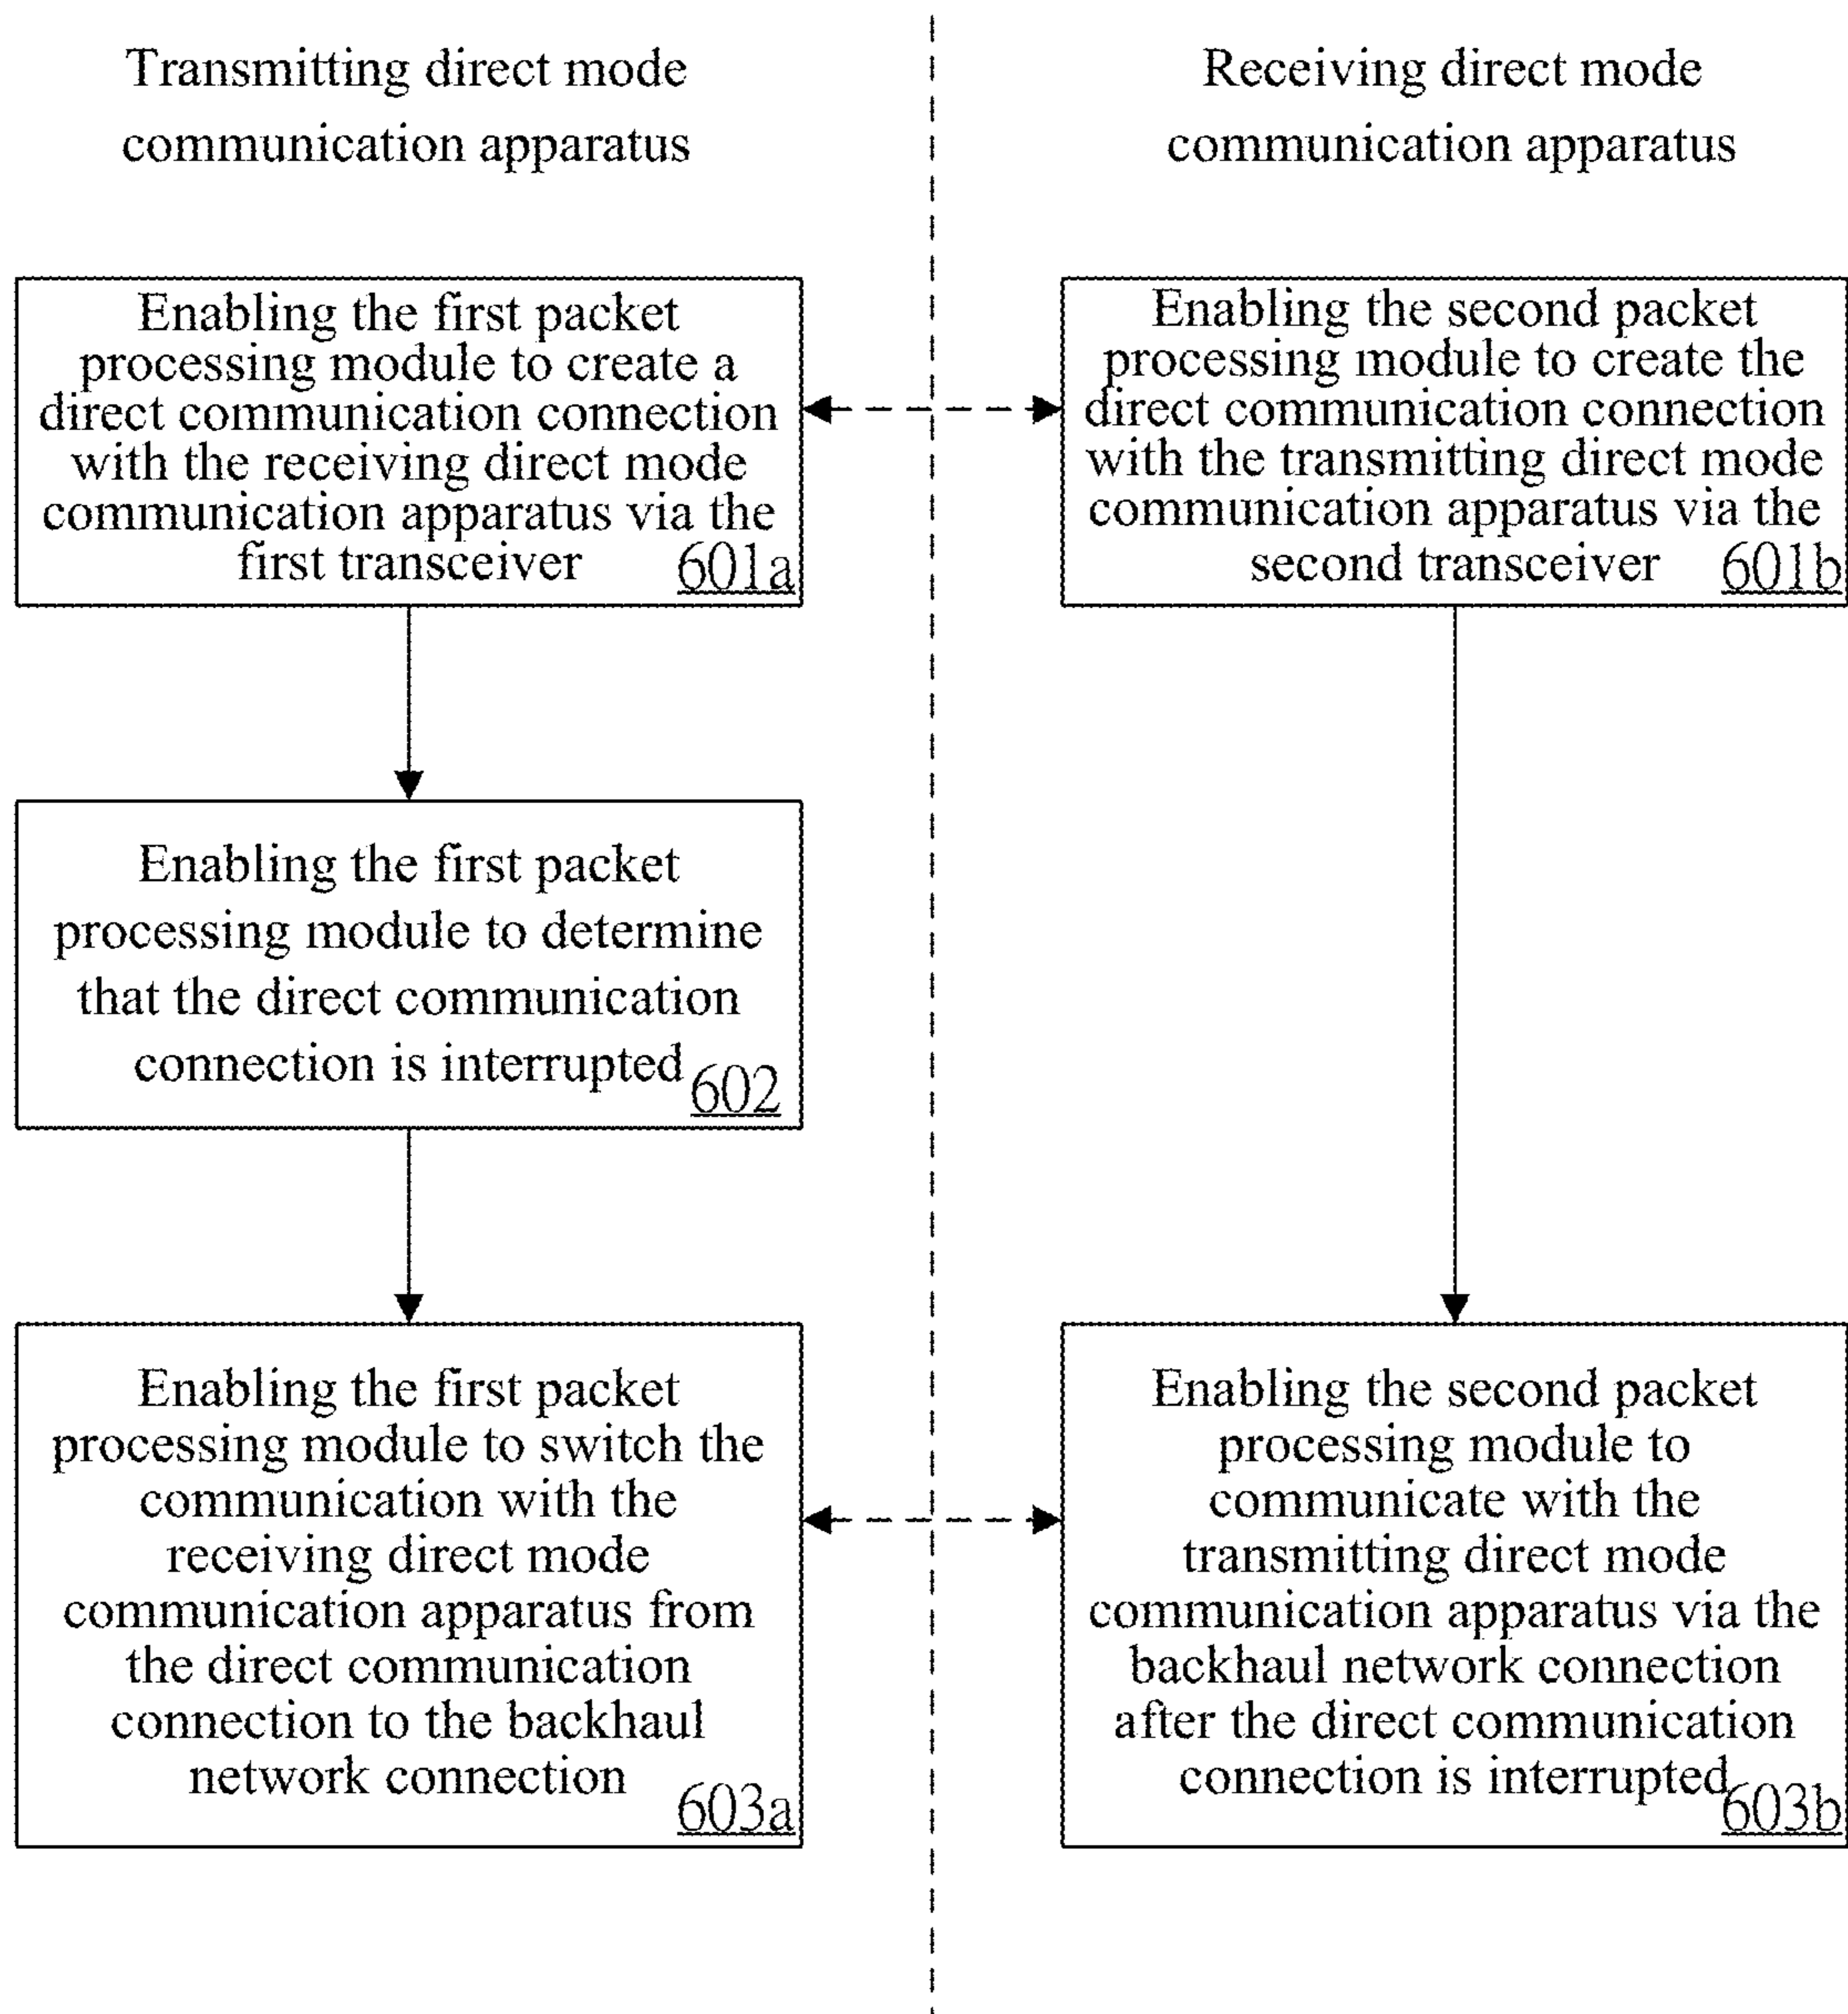 Transmitting direct mode
communication apparatus
Receiving direct mode
communication apparatus
Enabling the first packet
processing module to create a
direct communication connection
with the receiving direct mode
communication apparatus via the
first transceiver 601a
Enabling the second packet
processing module to create the
direct communication connection
with the transmitting direct mode
communication apparatus via the
second transceiver 601b
Enabling the first packet
processing module to determine
that the direct communication
connection is interrupted 602
Enabling the first packet
processing module to switch the
communication with the
receiving direct mode
communication apparatus from
the direct communication
connection to the backhaul
network connection 603a
Enabling the second packet
processing module to
communicate with the
transmitting direct mode
communication apparatus via the
backhaul network connection
after the direct communication
connection is interrupted 603b